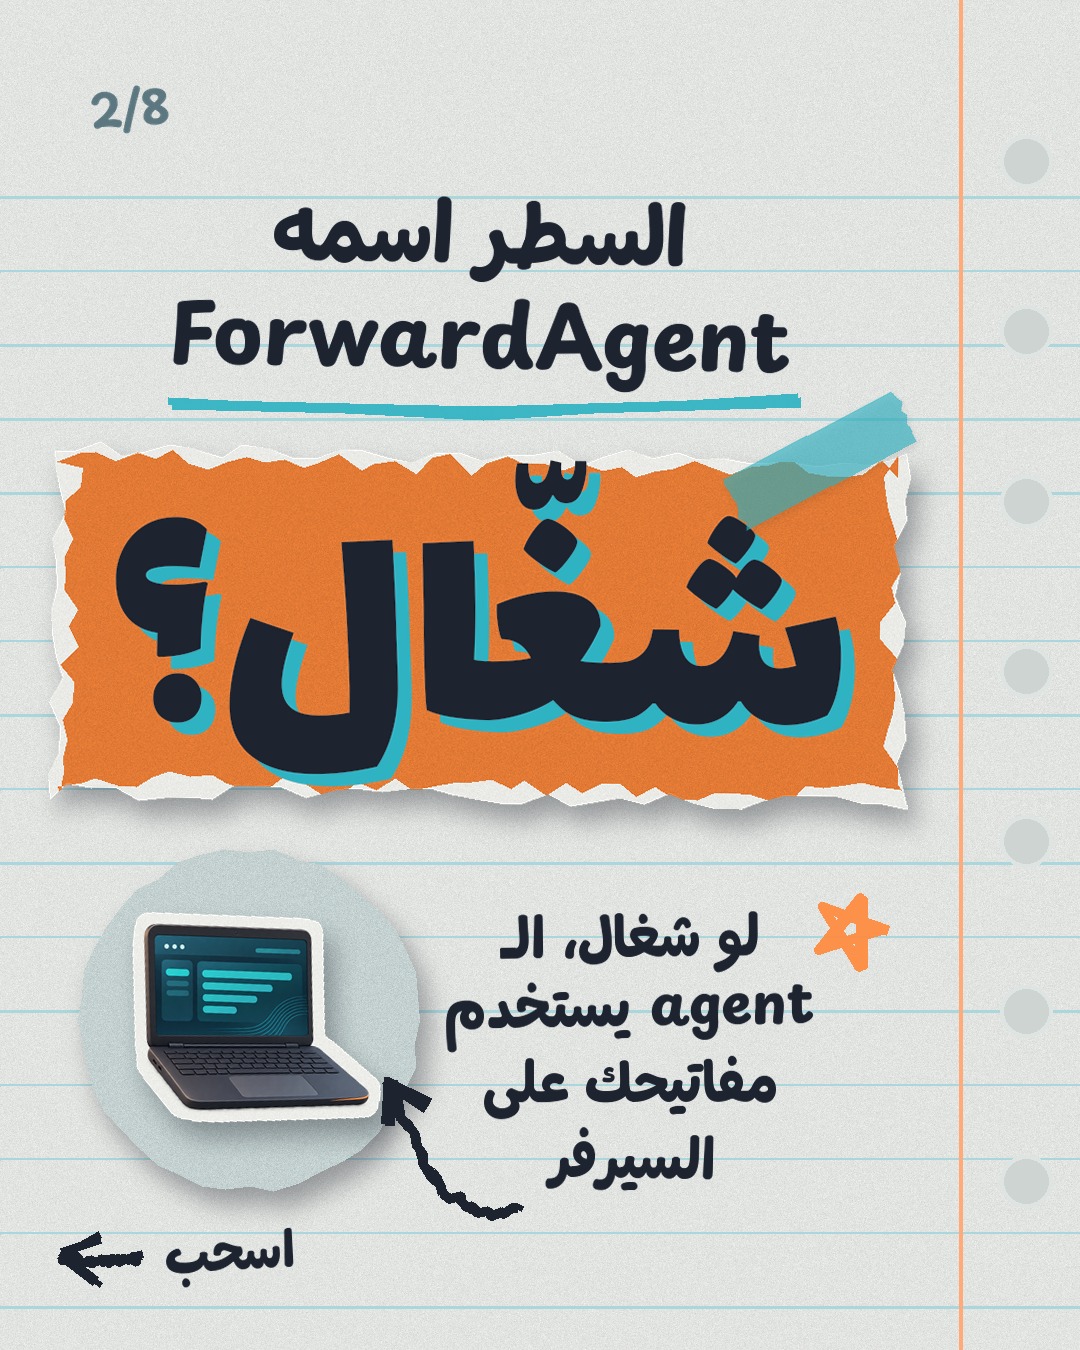 2/8
السطر اسمه
ForwardAgent
شغّال؟
لو شغال، الـ
agent يستخدم
مفاتيحك على
السيرفر
اسحب